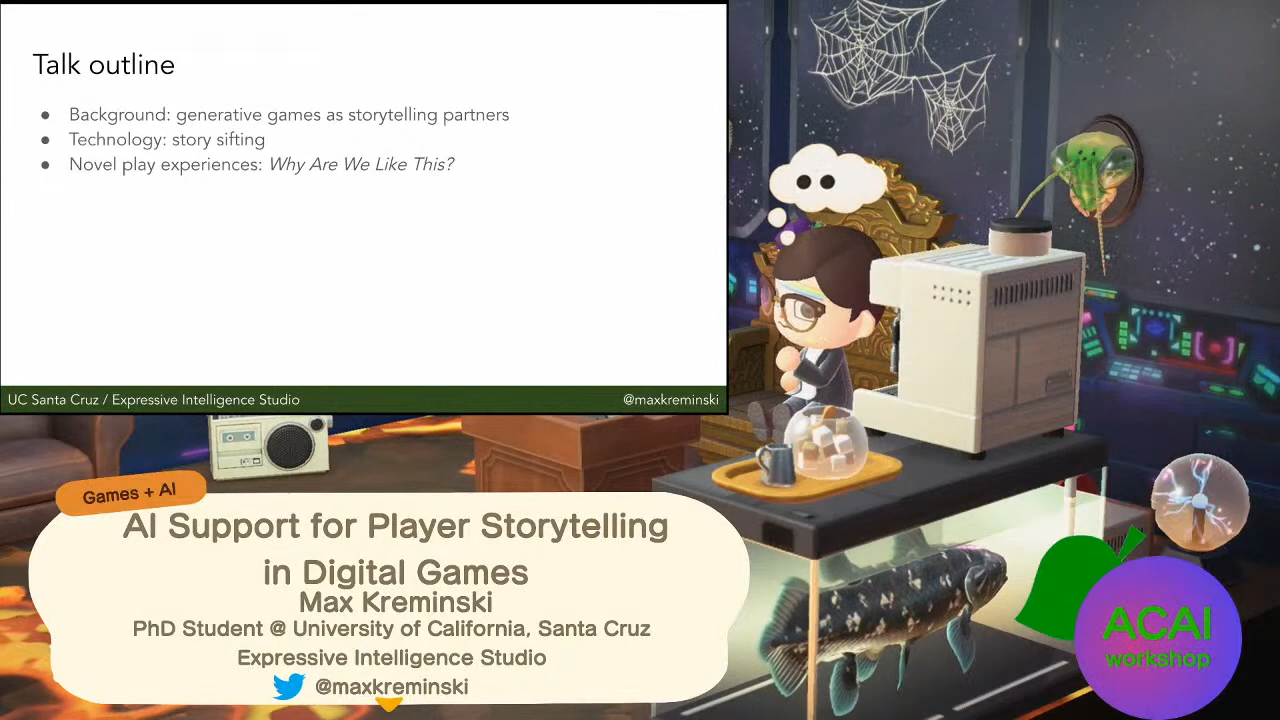 Talk outline
● Background: generative games as storytelling partners
● Technology: story sifting
● Novel play experiences: Why Are We Like This?
UC Santa Cruz / Expressive Intelligence Studio
@maxkreminski
Games + AI
AI Support for Player Storytelling
in Digital Games
Max Kreminski
PhD Student @ University of California, Santa Cruz
Expressive Intelligence Studio
@maxkreminski
ACAI
workshop